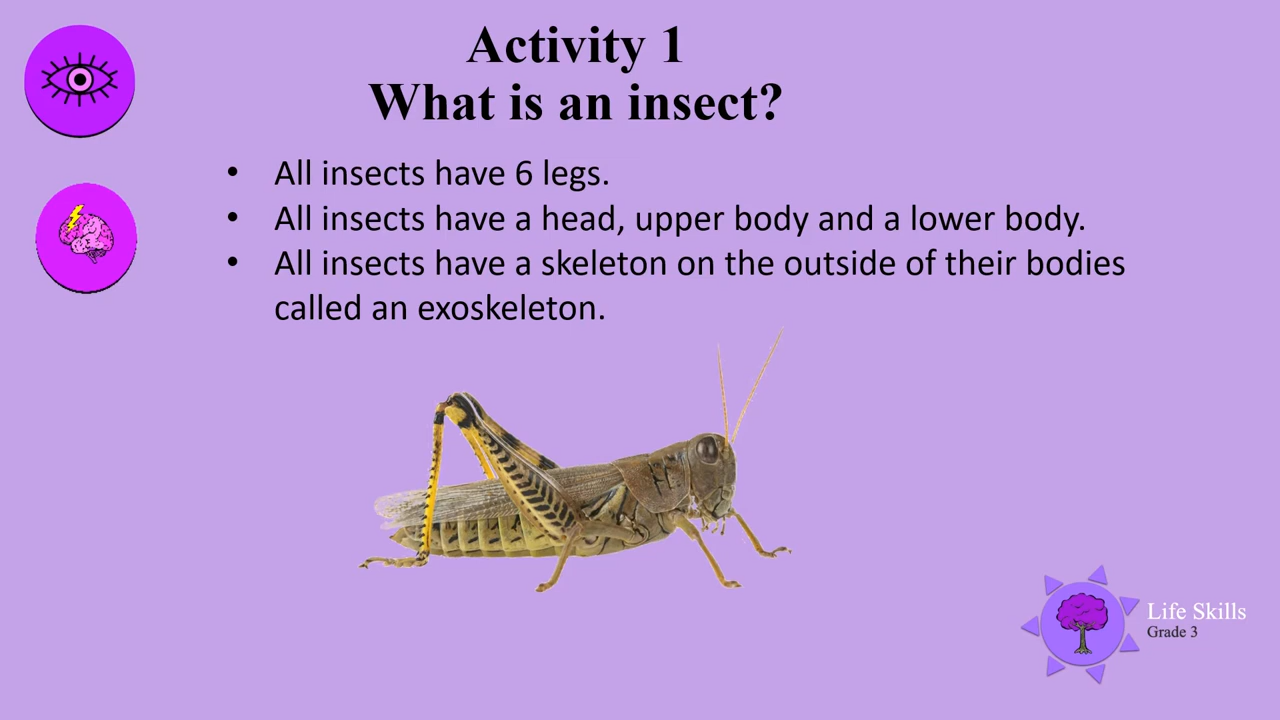 Activity 1
What is an insect?
• All insects have 6 legs.
• All insects have a head, upper body and a lower body.
• All insects have a skeleton on the outside of their bodies
called an exoskeleton.
Life Skills
Grade 3